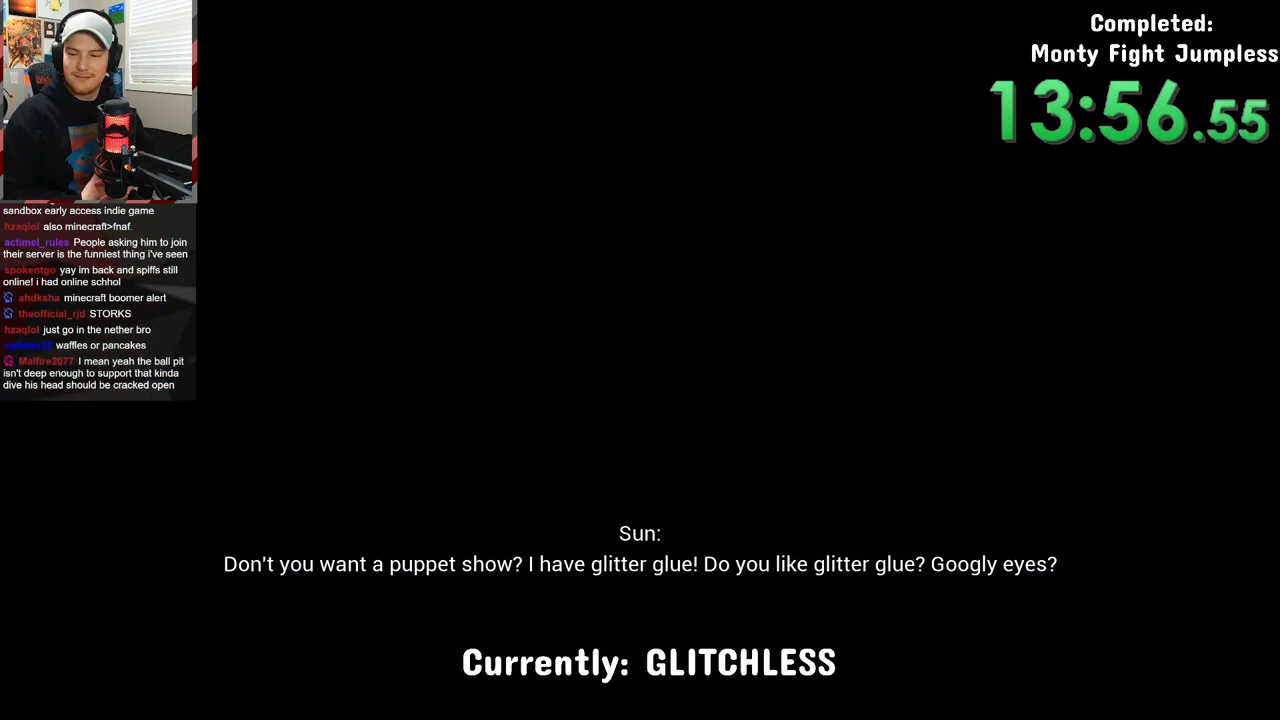 Completed:
Monty Fight Jumpless
13:56.55
sandbox early access indie game
hzaqlol also minecraft>fnaf.
actimel_rules People asking him to join
their server is the funniest thing i've seen
spokentgo yay im back and spiffs still
online! i had online schhol
ahdksha minecraft boomer alert
theofficial_rjd STORKS
hzaqlol just go in the nether bro
waffles or pancakes
Malfire2077 I mean yeah the ball pit
isn't deep enough to support that kinda
dive his head should be cracked open
Sun:
Don't you want a puppet show? I have glitter glue! Do you like glitter glue? Googly eyes?
Currently: GLITCHLESS